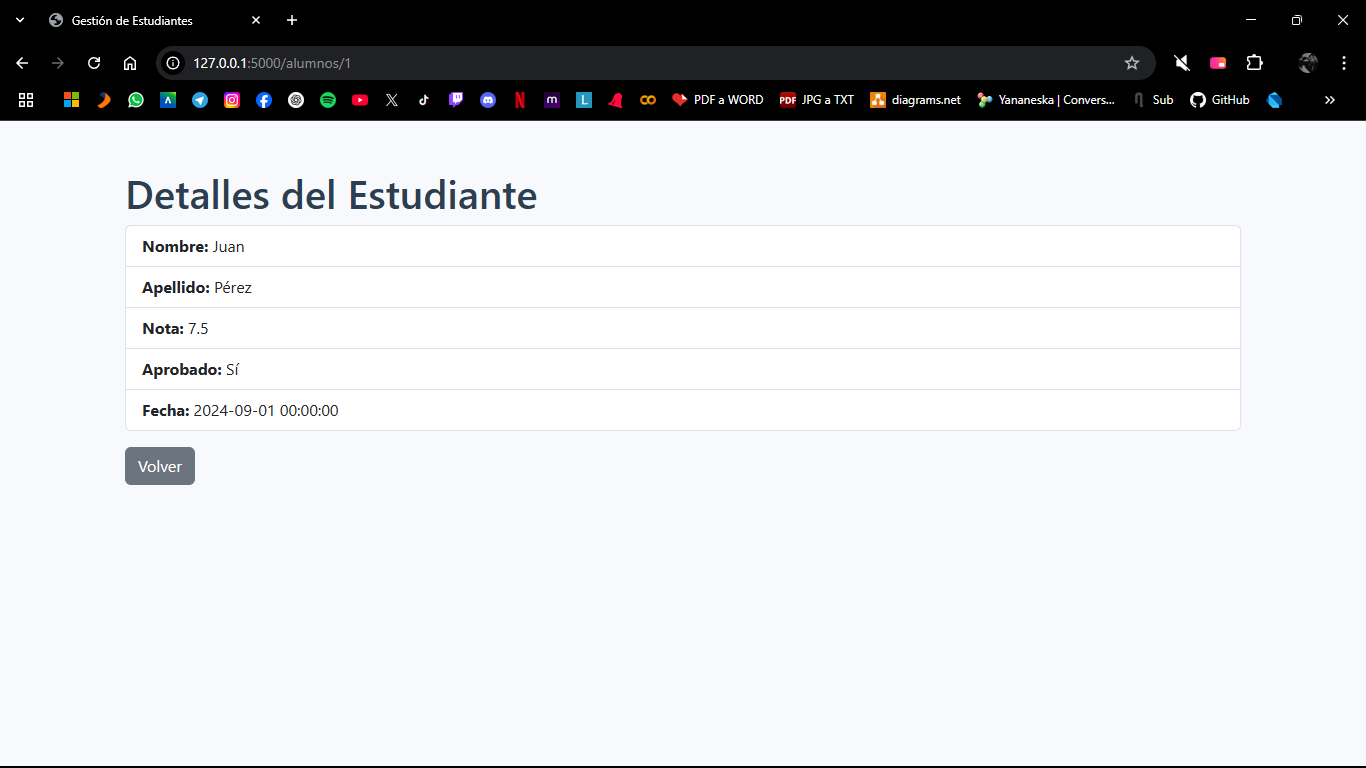 Gestión de Estudiantes
127.0.0.1:5000/alumnos/1
PDF a WORD
PDF JPG a TXT
diagrams.net
Yananeska | Convers...
Sub
GitHub
Detalles del Estudiante
Nombre: Juan
Apellido: Pérez
Nota: 7.5
Aprobado: Sí
Fecha: 2024-09-01 00:00:00
Volver